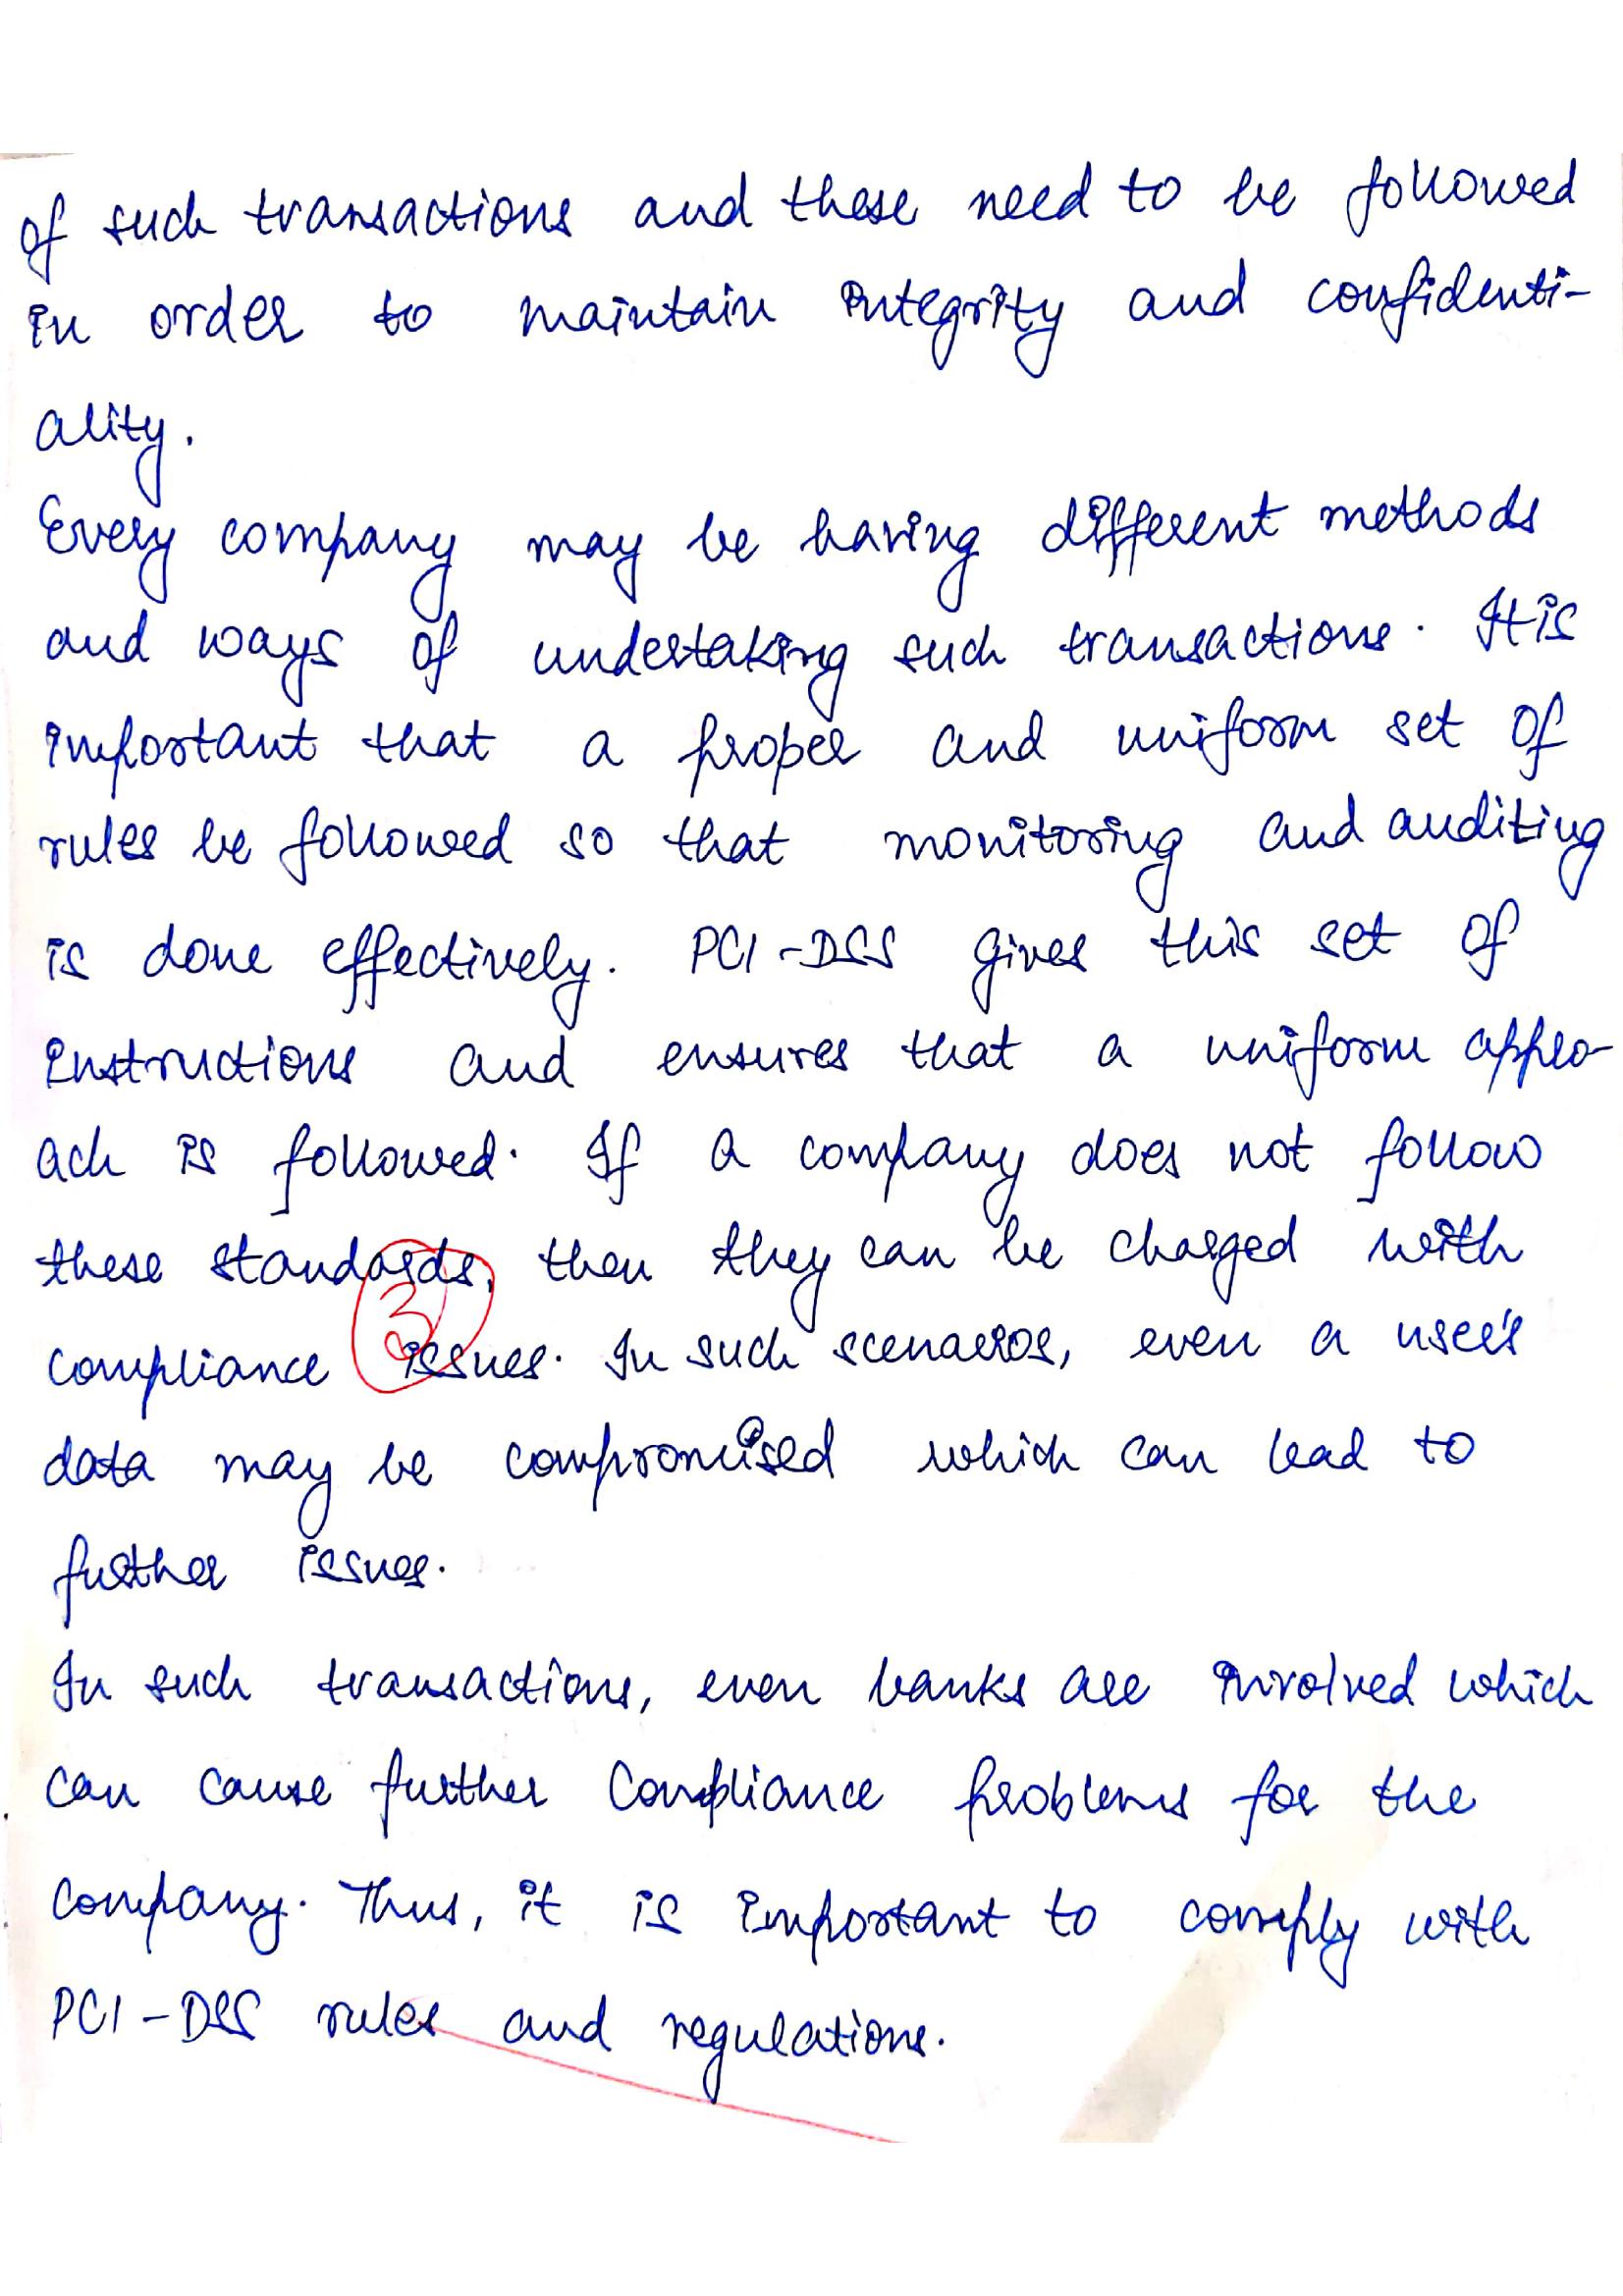 of such transactions and these need to be followed
in order to maintain integrity and confidenti-
ality.
Every company may be having different methods
and ways of undertaking such transactions. It is
important that a proper and uniform set of
rules be followed so that monitoring and auditing
is done effectively. PCI-DSS gives this set of
instructions and ensures that a uniform appro-
ach is followed. If a company does not follow
these standards, then they can be charged with
3
compliance issues. In such scenarios, even a user's
data may be compromised which can lead to
further issues.
In such transactions, even banks are involved which
can cause further compliance problems for the
company. Thus, it is important to comply with
PCI-DSS rules and regulations.